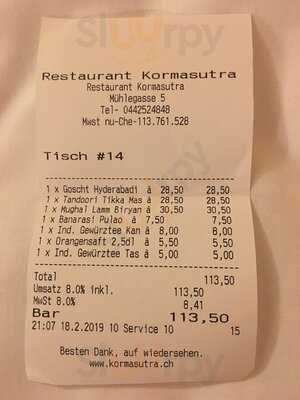 Restaurant Kormasutra
Restaurant Kormasutra
Mühlegasse 5
Tel- 0442524848
Mwst nu-Che-113.761.528
Tisch #14
1 x Goscht Hyderabadi à 28,50 28,50
1 x Tandoori Tikka Mas à 28,50 28,50
1 x Mughal Lamm Biryan à 30,50 30,50
1 x Banarasi Pulao à 7,50 7,50
1 x Ind. Gewürztee Kan à 8,00 8,00
1 x Orangensaft 2,5dl à 5,50 5,50
1 x Ind. Gewürztee Tas à 5,00 5,00
Total 113,50
Umsatz 8.0% inkl. 113,50
MwSt 8.0% 8,41
Bar 113,50
21:07 18.2.2019 10 Service 10 15
Besten Dank, auf wiedersehen.
www.kormasutra.ch
Sluurpy